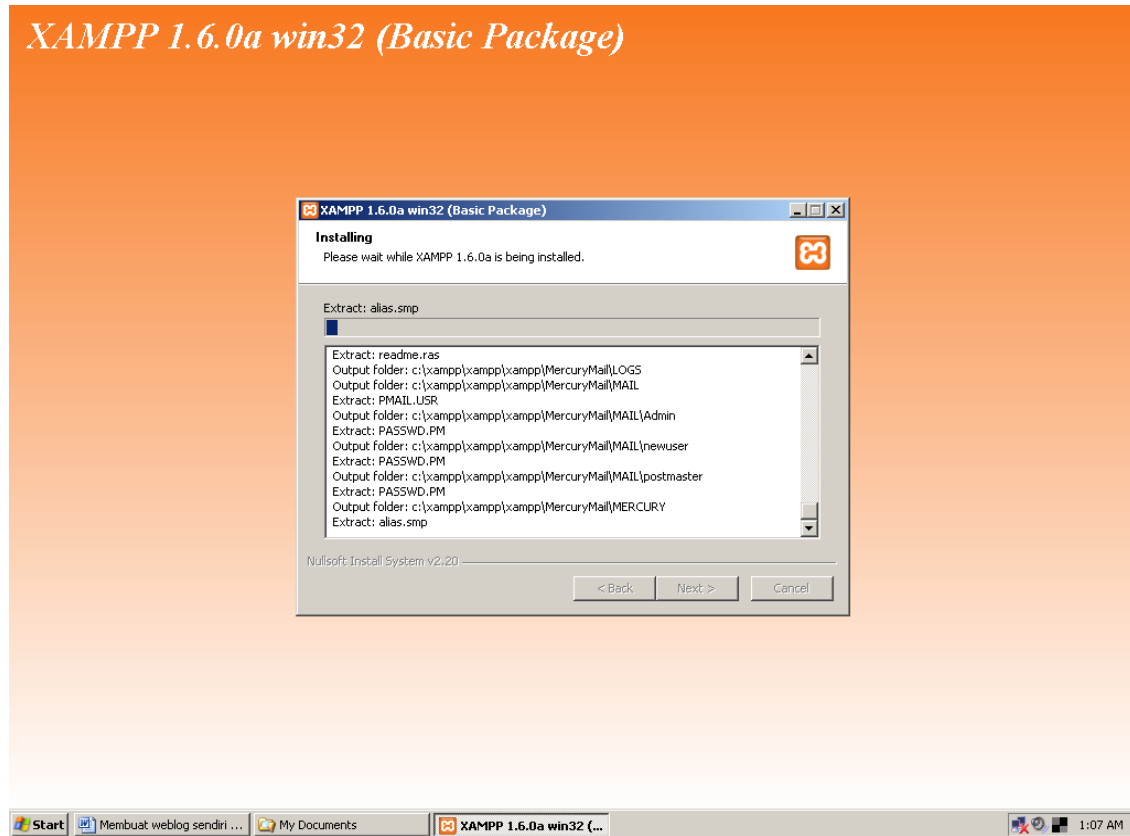 XAMPP 1.6.0a win32 (Basic Package)
XAMPP 1.6.0a win32 (Basic Package)
Installing
Please wait while XAMPP 1.6.0a is being installed.
Extract: alias.smp
Extract: readme.ras
Output folder: c:\xampp\xampp\xampp\MercuryMail\LOGS
Output folder: c:\xampp\xampp\xampp\MercuryMail\MAIL
Extract: PMAIL.USR
Output folder: c:\xampp\xampp\xampp\MercuryMail\MAIL\Admin
Extract: PASSWD.PM
Output folder: c:\xampp\xampp\xampp\MercuryMail\MAIL\newuser
Extract: PASSWD.PM
Output folder: c:\xampp\xampp\xampp\MercuryMail\MAIL\postmaster
Extract: PASSWD.PM
Output folder: c:\xampp\xampp\xampp\MercuryMail\MERCURY
Extract: alias.smp
Nullsoft Install System v2.20
< Back Next > Cancel
Start Membuat weblog sendiri ... My Documents XAMPP 1.6.0a win32 (... 1:07 AM